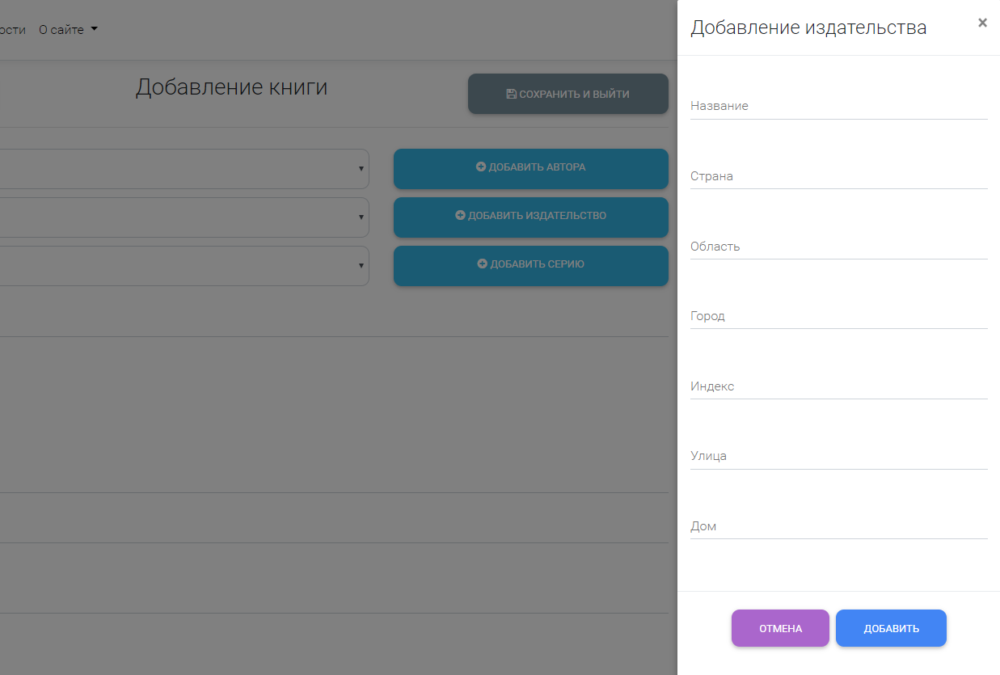 О сайте
Добавление книги
СОХРАНИТЬ И ВЫЙТИ
ДОБАВИТЬ АВТОРА
ДОБАВИТЬ ИЗДАТЕЛЬСТВО
ДОБАВИТЬ СЕРИЮ
Добавление издательства
×
Название
Страна
Область
Город
Индекс
Улица
Дом
ОТМЕНА
ДОБАВИТЬ